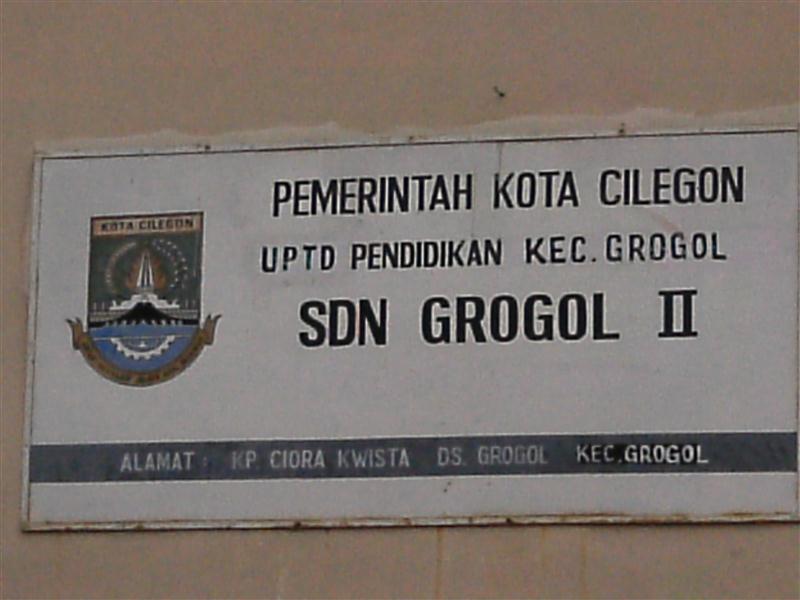 PEMERINTAH KOTA CILEGON
UPTD PENDIDIKAN KEC. GROGOL
SDN GROGOL II
KOTA CILEGON
ALAMAT : KP. CIORA KWISTA DS. GROGOL KEC. GROGOL